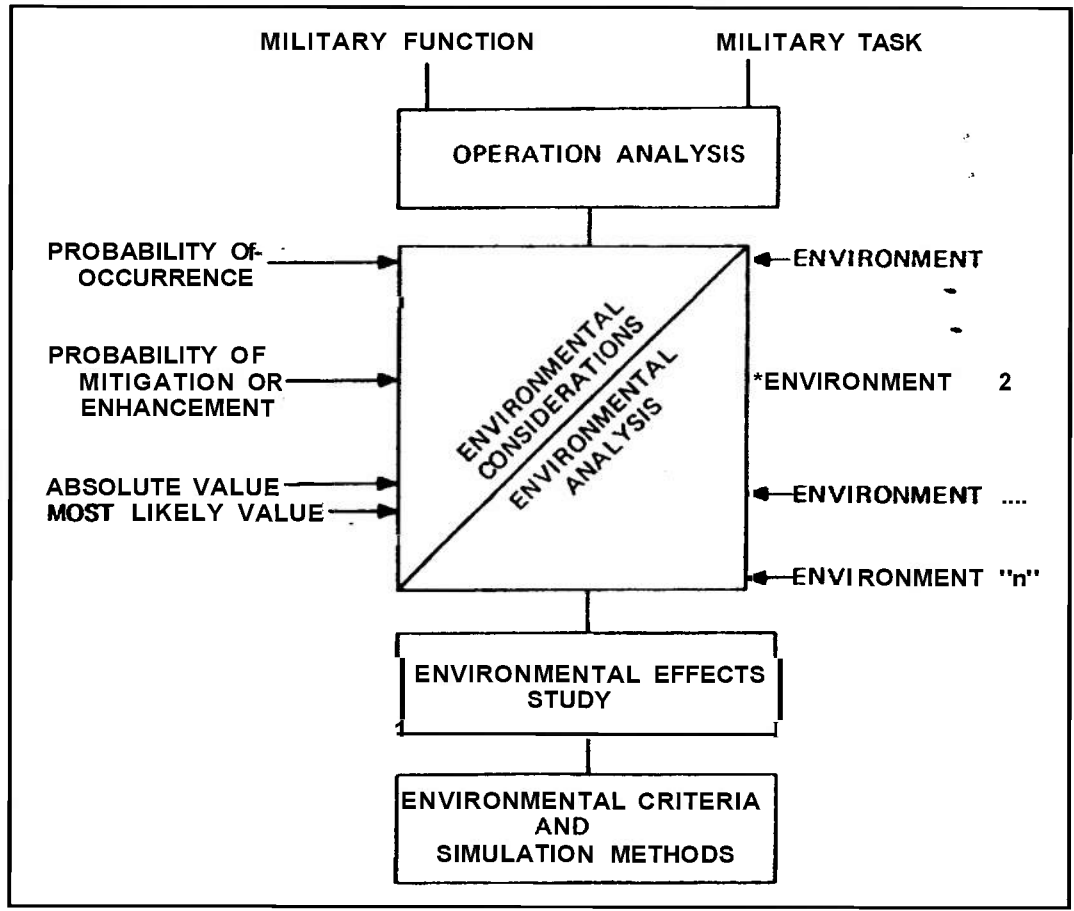 MILITARY FUNCTION
MILITARY TASK
OPERATION ANALYSIS
PROBABILITY Of
OCCURRENCE
PROBABILITY OF
MITIGATION OR
ENHANCEMENT
ABSOLUTE VALUE
MOST LIKELY VALUE
ENVIRONMENTAL
CONSIDERATIONS
ENVIRONMENTAL
ANALYSIS
ENVIRONMENT
*ENVIRONMENT 2
ENVIRONMENT ....
ENVIRONMENT "n"
ENVIRONMENTAL EFFECTS
STUDY
ENVIRONMENTAL CRITERIA
AND
SIMULATION METHODS